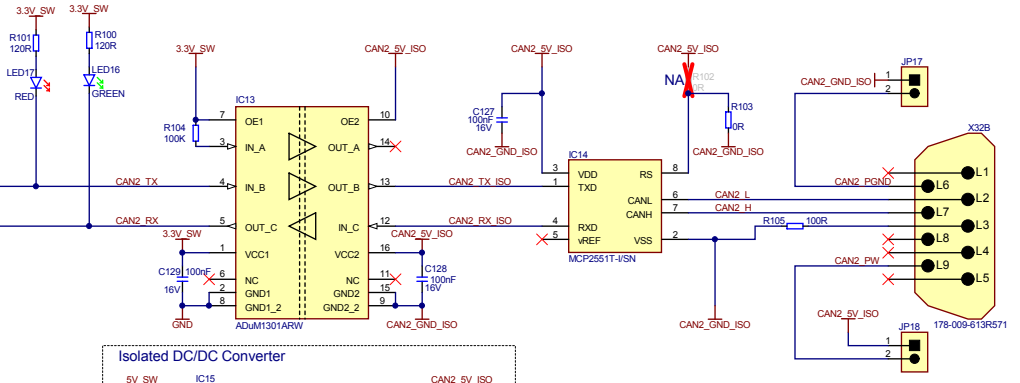 3.3V_SW
3.3V_SW
R101
120R
R100
120R
LED17
RED
LED16
GREEN
3.3V_SW
CAN2_5V_ISO
CAN2_5V_ISO
CAN2_5V_ISO
NA
R102
0R
R103
0R
CAN2_GND_ISO
JP17
1
2
CAN2_GND_ISO
IC13
R104
100K
7 OE1
OE2 10
3 IN_A
OUT_A 14
4 IN_B
OUT_B 13
5 OUT_C
IN_C 12
1 VCC1
VCC2 16
6 NC
NC 11
2 GND1
GND2 15
8 GND1_2
GND2_2 9
ADuM1301ARW
CAN2_TX
CAN2_RX
CAN2_TX_ISO
CAN2_RX_ISO
3.3V_SW
C129 100nF
16V
GND
CAN2_5V_ISO
C128
100nF
16V
CAN2_GND_ISO
C127
100nF
16V
CAN2_GND_ISO
IC14
3 VDD
RS 8
1 TXD
CANL 6
CANH 7
4 RXD
5 vREF
VSS 2
MCP2551T-I/SN
CAN2_L
CAN2_H
R105 100R
CAN2_GND_ISO
CAN2_PGND
CAN2_PW
X32B
L1
L6
L2
L7
L3
L8
L4
L9
L5
178-009-613R571
CAN2_5V_ISO
JP18
1
2
Isolated DC/DC Converter
5V_SW
IC15
CAN2_5V_ISO